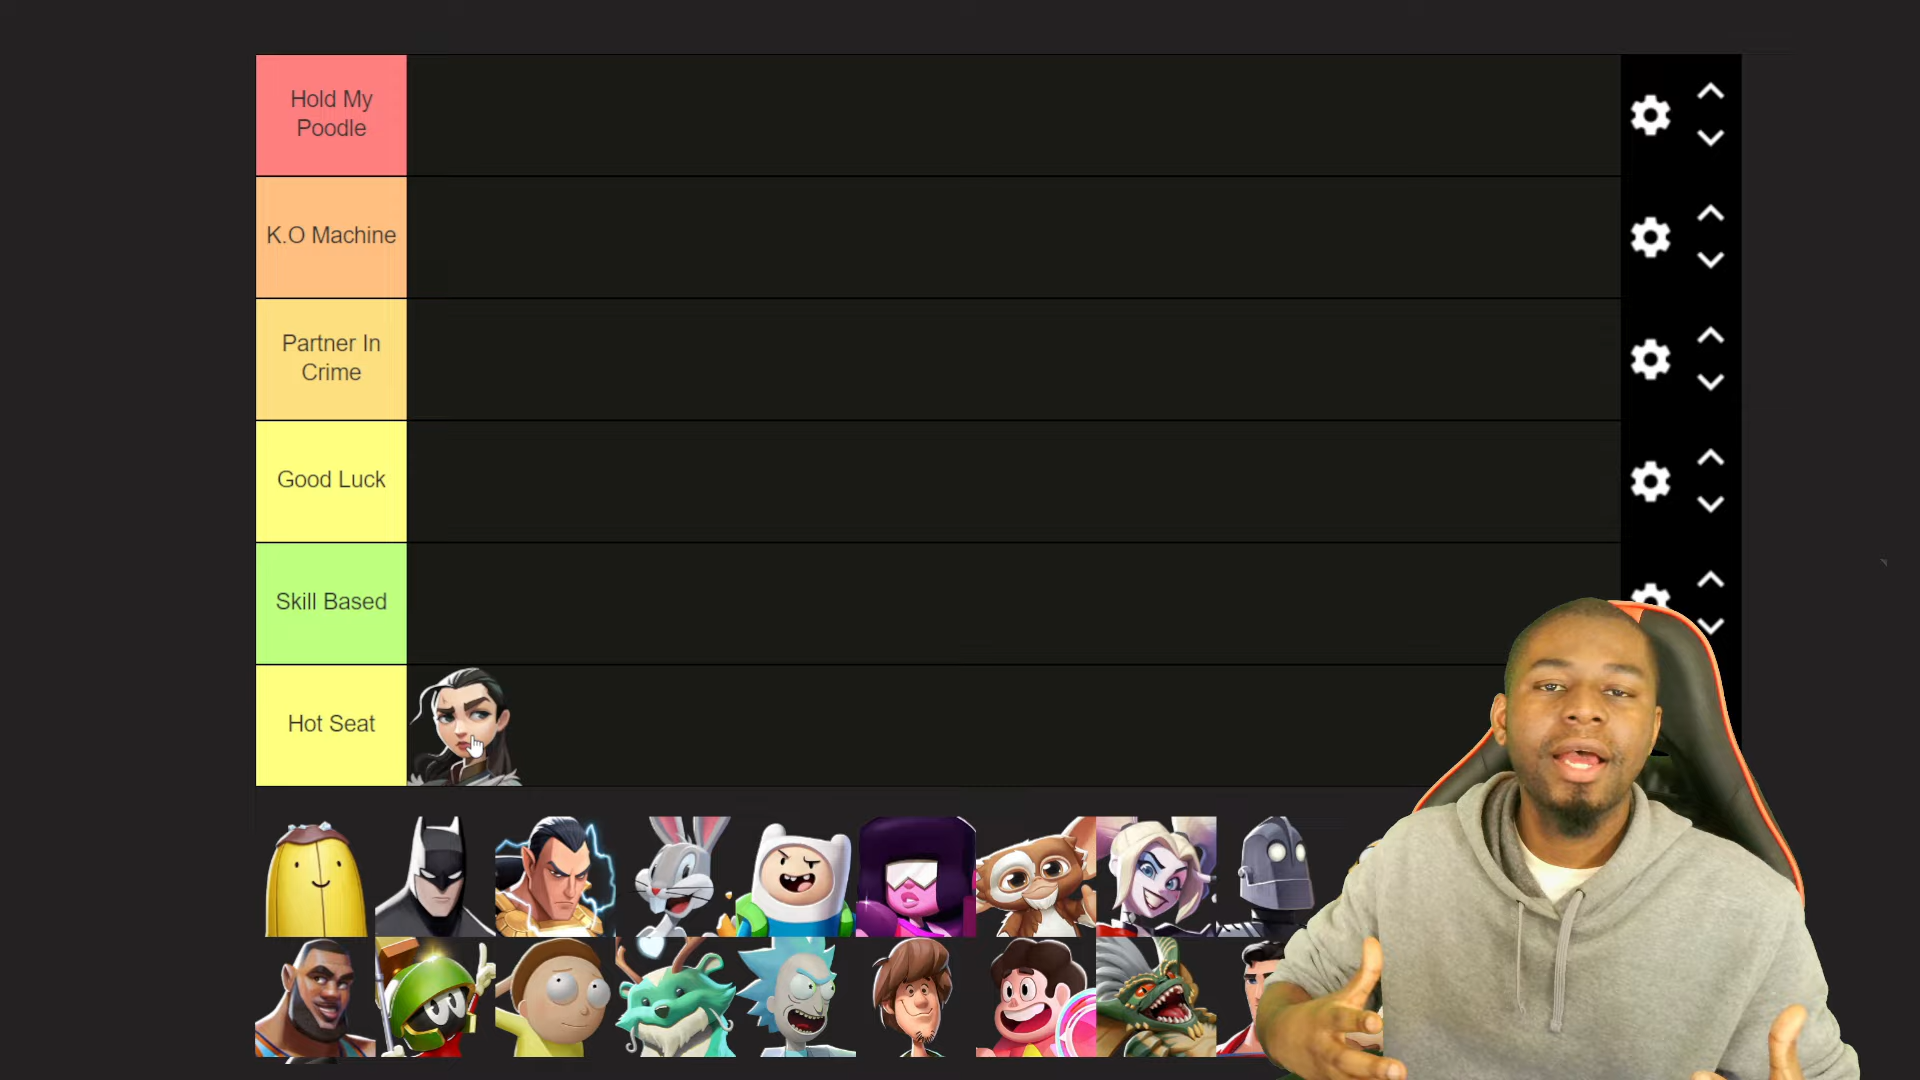 Hold My
Poodle
K.O Machine
Partner In
Crime
Good Luck
Skill Based
Hot Seat